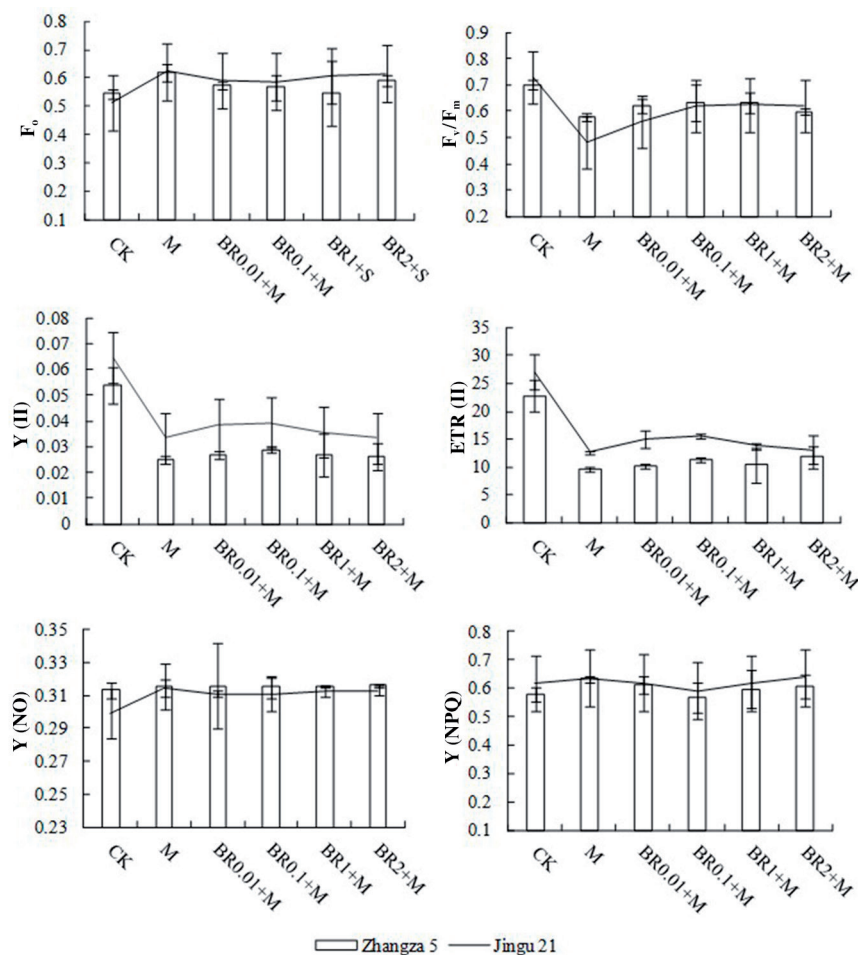 0.8
0.7
0.6
0.5
0.4
0.3
0.2
0.1
Fo
CK
M
BR0.01+M
BR0.1+M
BR1+S
BR2+S
0.9
0.8
0.7
0.6
0.5
0.4
0.3
0.2
Fv/Fm
CK
M
BR0.01+M
BR0.1+M
BR1+M
BR2+M
0.08
0.07
0.06
0.05
0.04
0.03
0.02
0.01
0
Y (II)
CK
M
BR0.01+M
BR0.1+M
BR1+M
BR2+M
35
30
25
20
15
10
5
0
ETR (II)
CK
M
BR0.01+M
BR0.1+M
BR1+M
BR2+M
0.35
0.33
0.31
0.29
0.27
0.25
0.23
Y (NO)
CK
M
BR0.01+M
BR0.1+M
BR1+M
BR2+M
0.8
0.7
0.6
0.5
0.4
0.3
0.2
0.1
Y (NPQ)
CK
M
BR0.01+M
BR0.1+M
BR1+M
BR2+M
Zhangza 5 Jingu 21